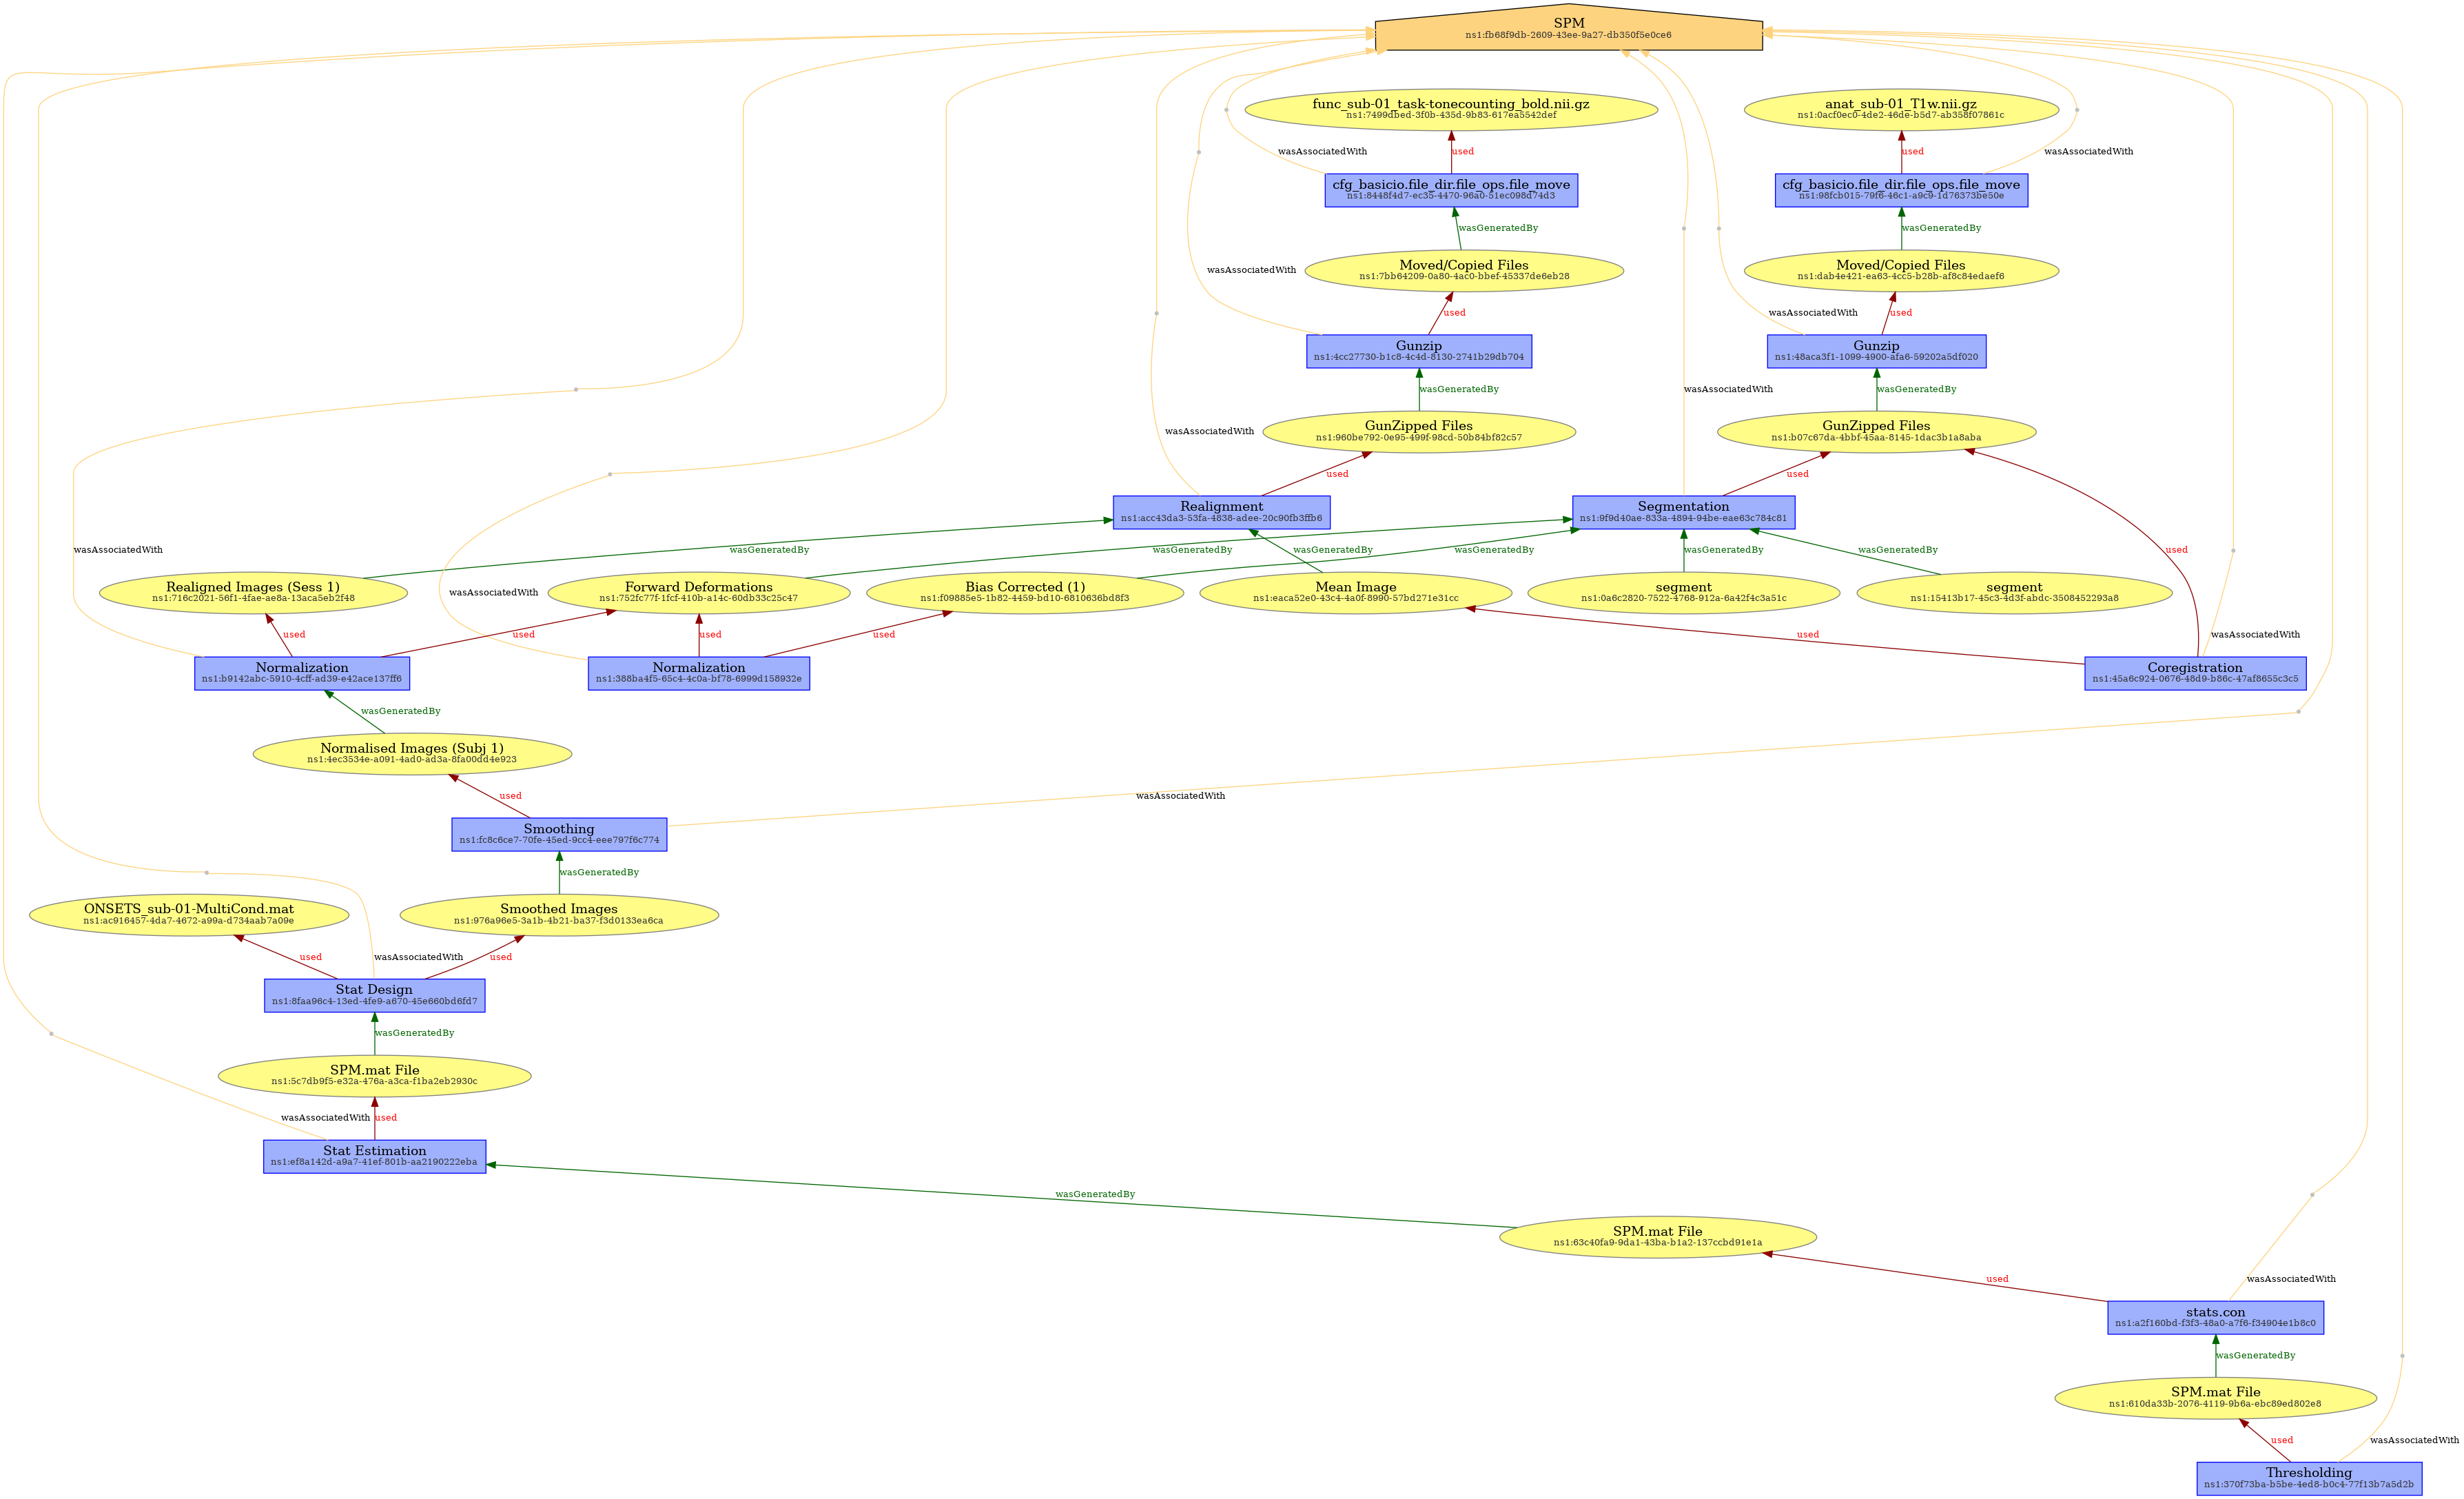 SPM
ns1:fb68f9db-2609-43ee-9a27-db350f5e0ce6
func_sub-01_task-tonecounting_bold.nii.gz
ns1:7499dbed-3f0b-435d-9b83-617ea5542def
anat_sub-01_T1w.nii.gz
ns1:0acf0ec0-4de2-46de-b5d7-ab358f07861c
wasAssociatedWith
used
used
wasAssociatedWith
cfg_basicio.file_dir.file_ops.file_move
ns1:8448f4d7-ec35-4470-96a0-51ec098d74d3
cfg_basicio.file_dir.file_ops.file_move
ns1:98fcb015-79f6-46c1-a9c9-1d76373be50e
wasGeneratedBy
wasGeneratedBy
Moved/Copied Files
ns1:7bb64209-0a80-4ac0-bbef-45337de6eb28
Moved/Copied Files
ns1:dab4e421-ea63-4cc5-b28b-af8c84edaef6
wasAssociatedWith
used
wasAssociatedWith
used
Gunzip
ns1:4cc27730-b1c8-4c4d-8130-2741b29db704
Gunzip
ns1:48aca3f1-1099-4900-afa6-59202a5df020
wasGeneratedBy
wasAssociatedWith
wasGeneratedBy
GunZipped Files
ns1:960be792-0e95-499f-98cd-50b84bf82c57
GunZipped Files
ns1:b07c67da-4bbf-45aa-8145-1dac3b1a8aba
wasAssociatedWith
used
used
Realignment
ns1:acc43da3-53fa-4838-adee-20c90fb3ffb6
Segmentation
ns1:9f9d40ae-833a-4894-94be-eae63c784c81
wasAssociatedWith
wasGeneratedBy
wasGeneratedBy
wasGeneratedBy
wasGeneratedBy
wasGeneratedBy
wasGeneratedBy
used
Realigned Images (Sess 1)
ns1:716c2021-56f1-4fae-ae8a-13aca5eb2f48
wasAssociatedWith
Forward Deformations
ns1:752fc77f-1fcf-410b-a14c-60db33c25c47
Bias Corrected (1)
ns1:f09885e5-1b82-4459-bd10-6810636bd8f3
Mean Image
ns1:eaca52e0-43c4-4a0f-8990-57bd271e31cc
segment
ns1:0a6c2820-7522-4768-912a-6a42f4c3a51c
segment
ns1:15413b17-45c3-4d3f-abdc-3508452293a8
used
used
used
used
used
wasAssociatedWith
Normalization
ns1:b9142abc-5910-4cff-ad39-e42ace137ff6
Normalization
ns1:388ba4f5-65c4-4c0a-bf78-6999d158932e
Coregistration
ns1:45a6c924-0676-48d9-b86c-47af8655c3c5
wasGeneratedBy
Normalised Images (Subj 1)
ns1:4ec3534e-a091-4ad0-ad3a-8fa00dd4e923
used
wasAssociatedWith
Smoothing
ns1:fc8c6ce7-70fe-45ed-9cc4-eee797f6c774
wasGeneratedBy
ONSETS_sub-01-MultiCond.mat
ns1:ac916457-4da7-4672-a99a-d734aab7a09e
Smoothed Images
ns1:976a96e5-3a1b-4b21-ba37-f3d0133ea6ca
used
wasAssociatedWith
used
Stat Design
ns1:8faa96c4-13ed-4fe9-a670-45e660bd6fd7
wasGeneratedBy
SPM.mat File
ns1:5c7db9f5-e32a-476a-a3ca-f1ba2eb2930c
wasAssociatedWith
used
Stat Estimation
ns1:ef8a142d-a9a7-41ef-801b-aa2190222eba
wasGeneratedBy
SPM.mat File
ns1:63c40fa9-9da1-43ba-b1a2-137ccbd91e1a
used
wasAssociatedWith
stats.con
ns1:a2f160bd-f3f3-48a0-a7f6-f34904e1b8c0
wasGeneratedBy
SPM.mat File
ns1:610da33b-2076-4119-9b6a-ebc89ed802e8
used
wasAssociatedWith
Thresholding
ns1:370f73ba-b5be-4ed8-b0c4-77f13b7a5d2b